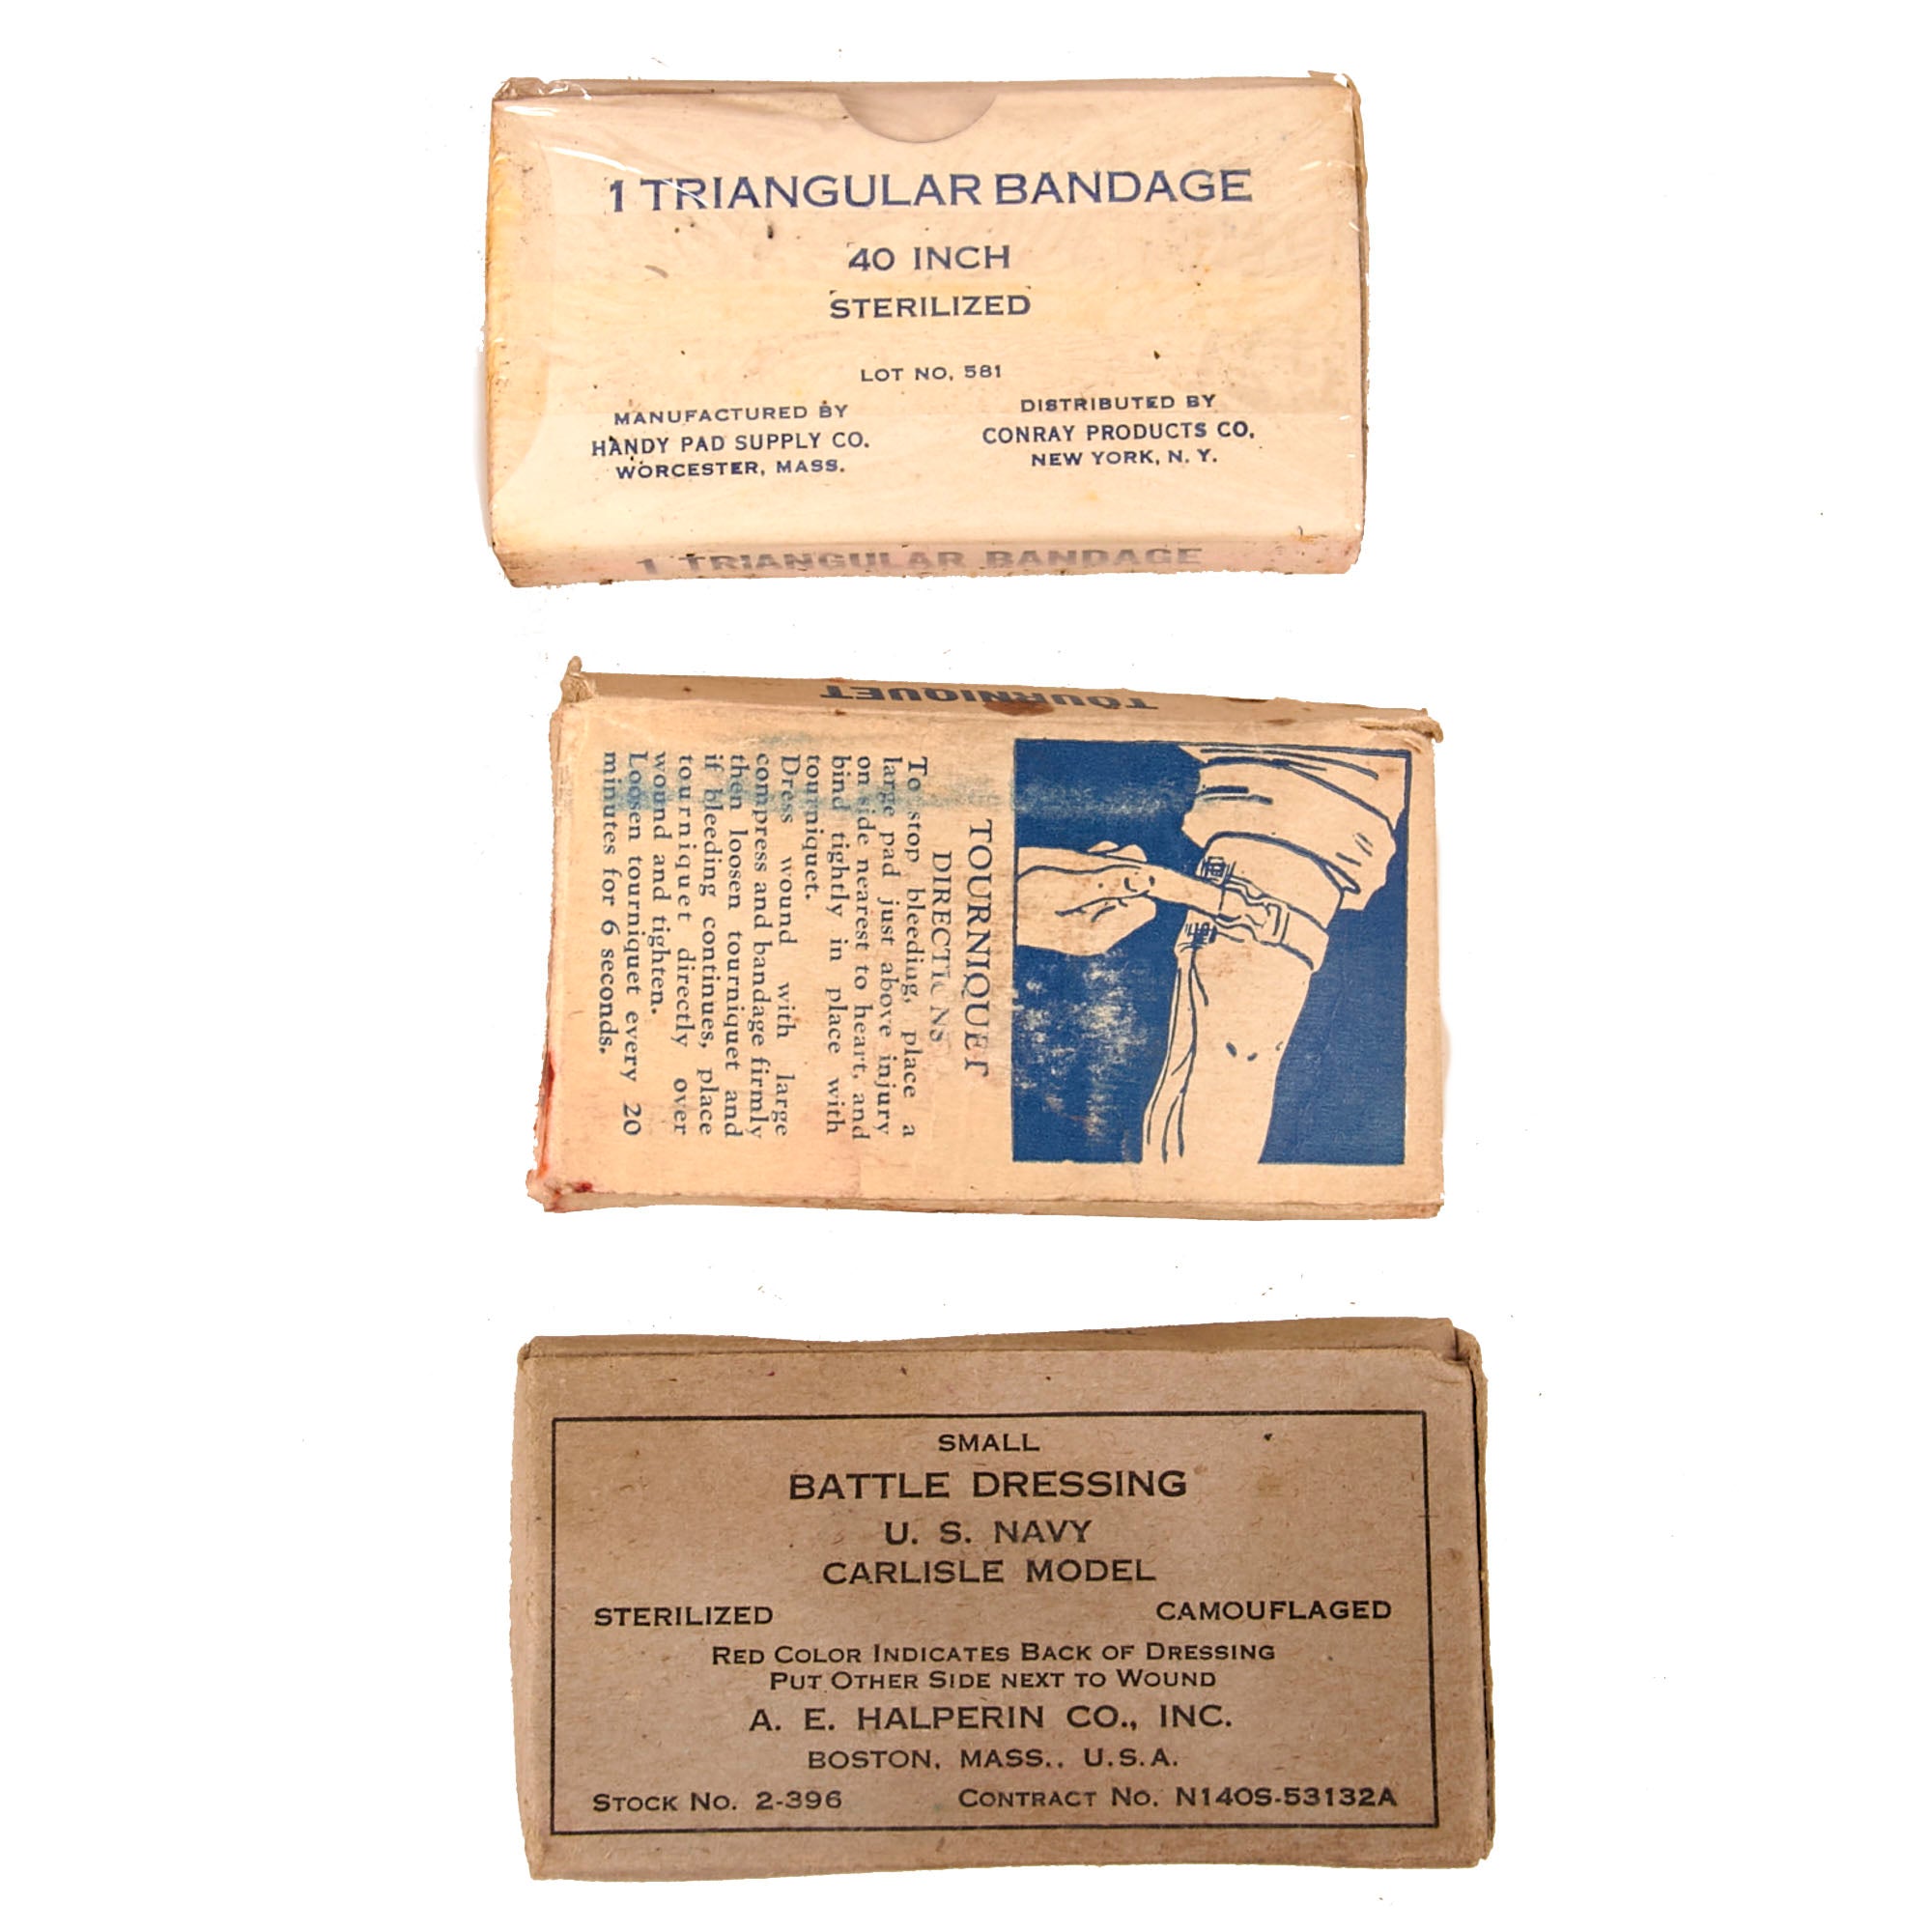 1 TRIANGULAR BANDAGE
40 INCH
STERILIZED
LOT NO. 581
MANUFACTURED BY
HANDY PAD SUPPLY CO.
WORCESTER, MASS.
DISTRIBUTED BY
CONRAY PRODUCTS CO.
NEW YORK, N. Y.
1 TRIANGULAR BANDAGE
TOURNIQUET
TOURNIQUET
DIRECTIONS
To stop bleeding, place a
large pad just above injury
on side nearest to heart, and
bind tightly in place with
tourniquet.
Dress wound with large
compress and bandage firmly
then loosen tourniquet and
if bleeding continues, place
tourniquet directly over
wound and tighten.
Loosen tourniquet every 20
minutes for 6 seconds.
SMALL
BATTLE DRESSING
U. S. NAVY
CARLISLE MODEL
STERILIZED CAMOUFLAGED
RED COLOR INDICATES BACK OF DRESSING
PUT OTHER SIDE NEXT TO WOUND
A. E. HALPERIN CO., INC.
BOSTON, MASS., U.S.A.
STOCK NO. 2-396 CONTRACT NO. N140S-53132A